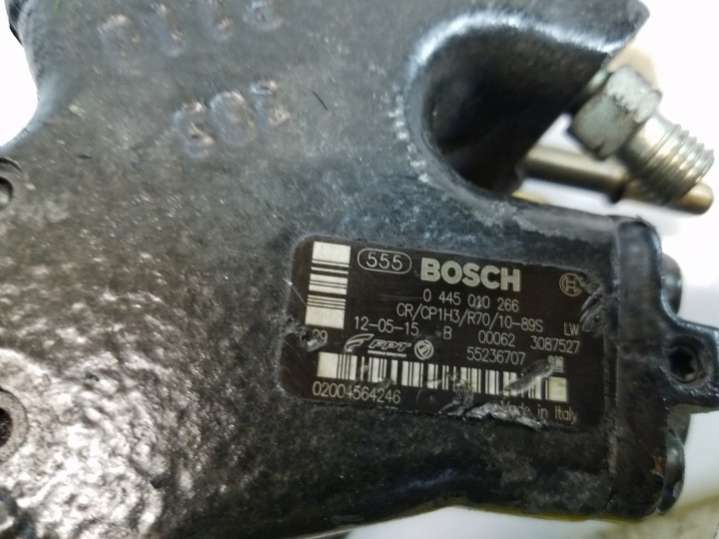 555 BOSCH
0 445 010 266
CR/CP1H3/R70/10-89S LW
12-05-15 B 00062 3087527
FPT 55236707
02004564246 Made in Italy